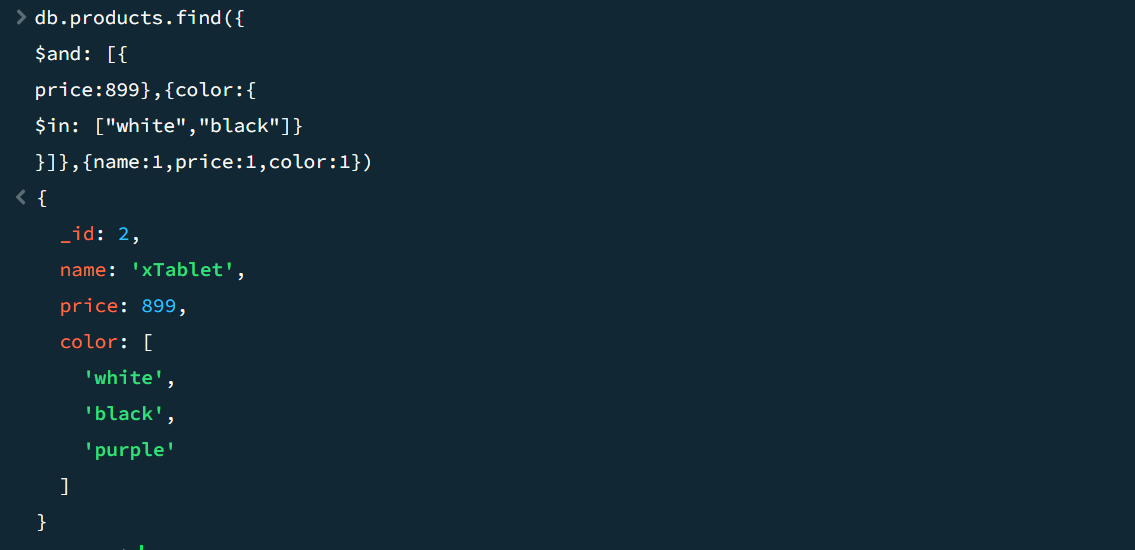 db.products.find({
$and: [{
price:899},{color:{
$in: ["white","black"]}
}]},{name:1,price:1,color:1})
{
_id: 2,
name: 'xTablet',
price: 899,
color: [
'white',
'black',
'purple'
]
}